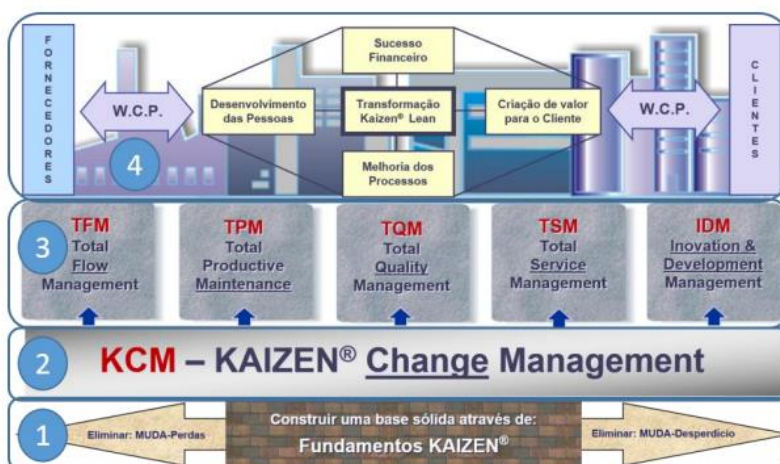 FORNECEDORES
CLIENTES
Sucesso
Financeiro
W.C.P.
Desenvolvimento
das Pessoas
Transformação
Kaizen® Lean
Criação de valor
para o Cliente
W.C.P.
4
Melhoria dos
Processos
3
TFM
Total
Flow
Management
TPM
Total
Productive
Maintenance
TQM
Total
Quality
Management
TSM
Total
Service
Management
IDM
Inovation &
Development
Management
2
KCM – KAIZEN® Change Management
1
Eliminar: MUDA-Perdas
Construir uma base sólida através de:
Fundamentos KAIZEN®
Eliminar: MUDA-Desperdício